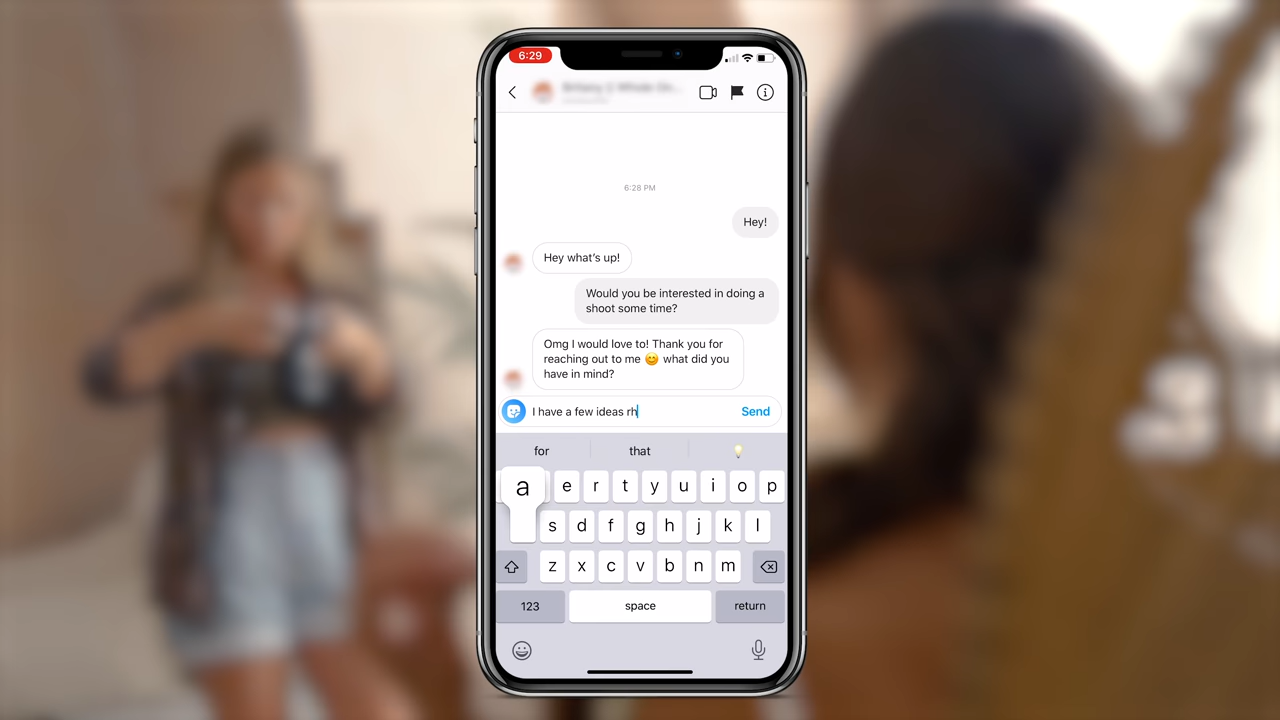 6:29
6:28 PM
Hey!
Hey what's up!
Would you be interested in doing a
shoot some time?
Omg I would love to! Thank you for
reaching out to me 😊 what did you
have in mind?
I have a few ideas rh
Send
for that 💡
a e r t y u i o p
s d f g h j k l
z x c v b n m
123 space return